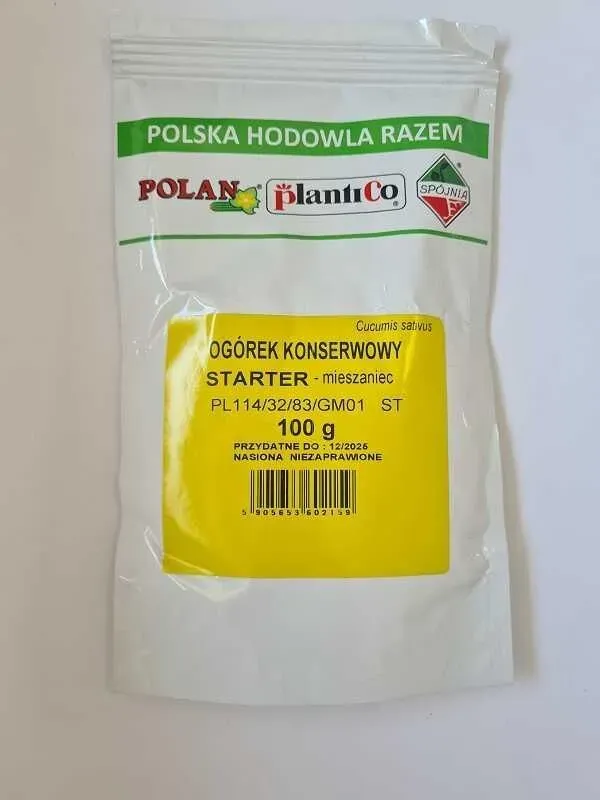 POLSKA HODOWLA RAZEM
POLAN® PlantiCo® SPÓJNIA®
Cucumis sativus
OGÓREK KONSERWOWY
STARTER - mieszaniec
PL114/32/83/GM01 ST
100 g
PRZYDATNE DO : 12/2025
NASIONA NIEZAPRAWIONE
5 905653 602159